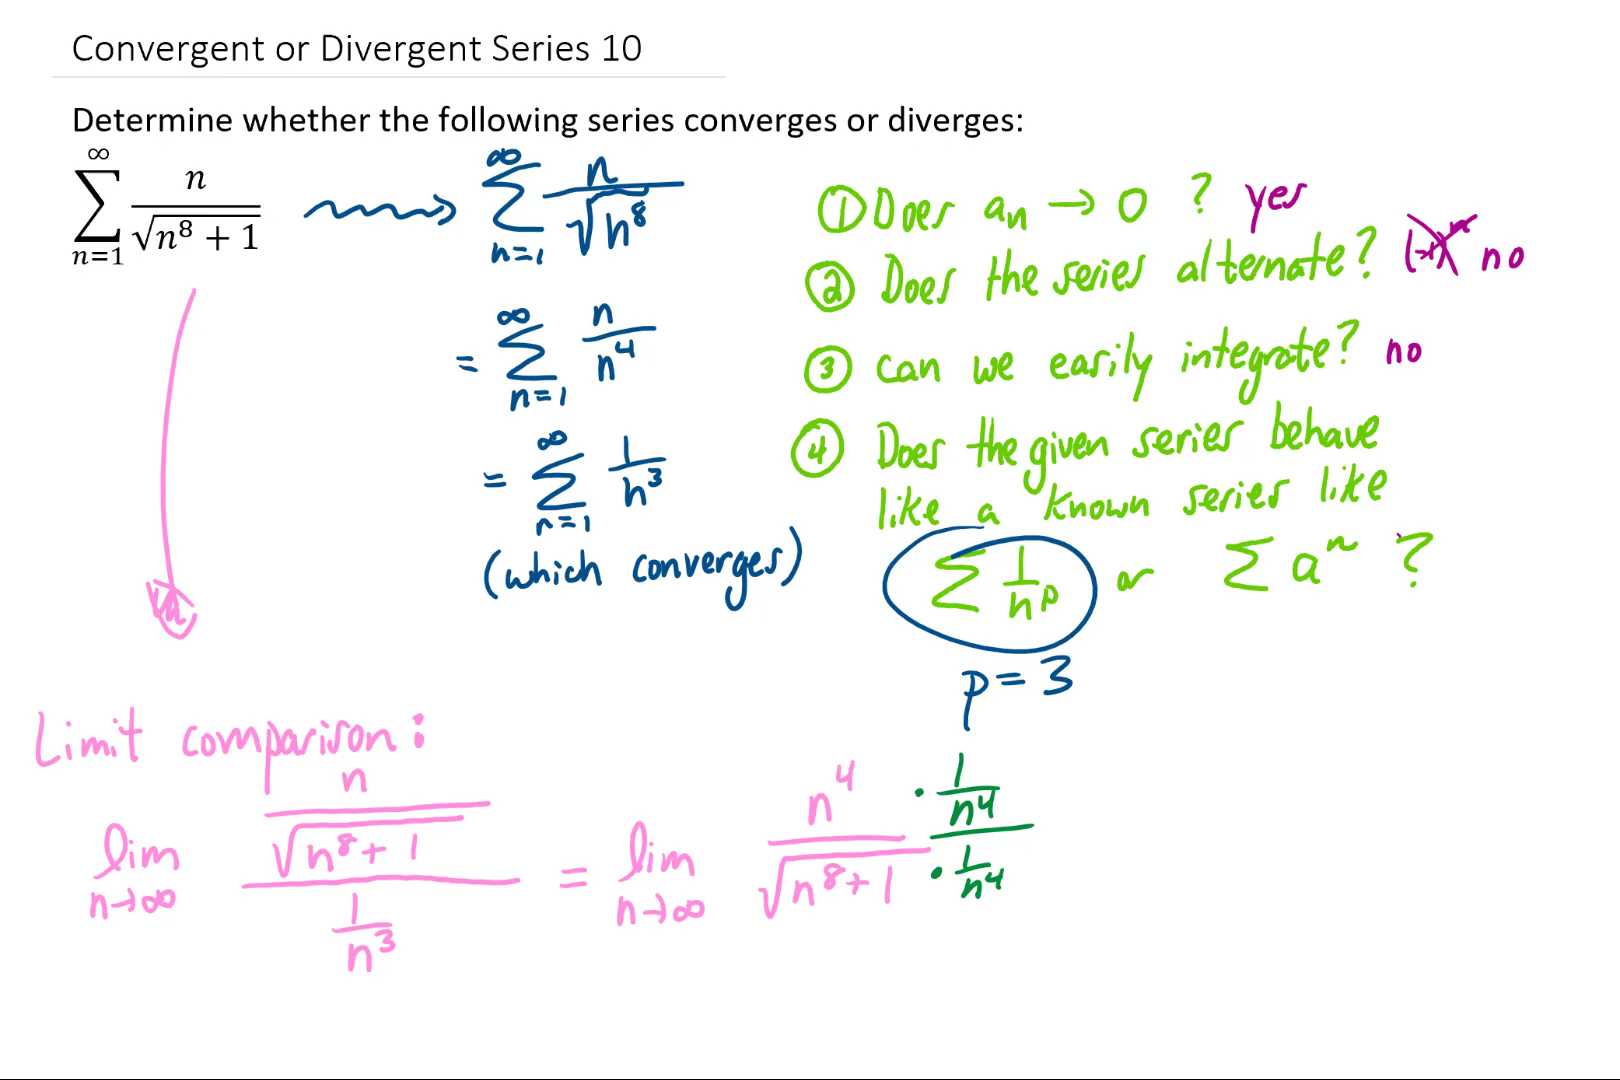 Convergent or Divergent Series 10
Determine whether the following series converges or diverges:
∞ ∑ n=1 n / √(n⁸ + 1)
∞ ∑ n=1 n / √n⁸
= ∞ ∑ n=1 n / n⁴
= ∞ ∑ n=1 1 / n³
(which converges)
① Does aₙ → 0 ? yes
② Does the series alternate? no
③ can we easily integrate? no
④ Does the given series behave
like a known series like
∑ 1 / nᵖ or ∑ aⁿ ?
p = 3
Limit comparison:
lim n→∞ (n / √(n⁸ + 1)) / (1 / n³) = lim n→∞ n⁴ / √(n⁸ + 1) · (1 / n⁴) / · (1 / n⁴)